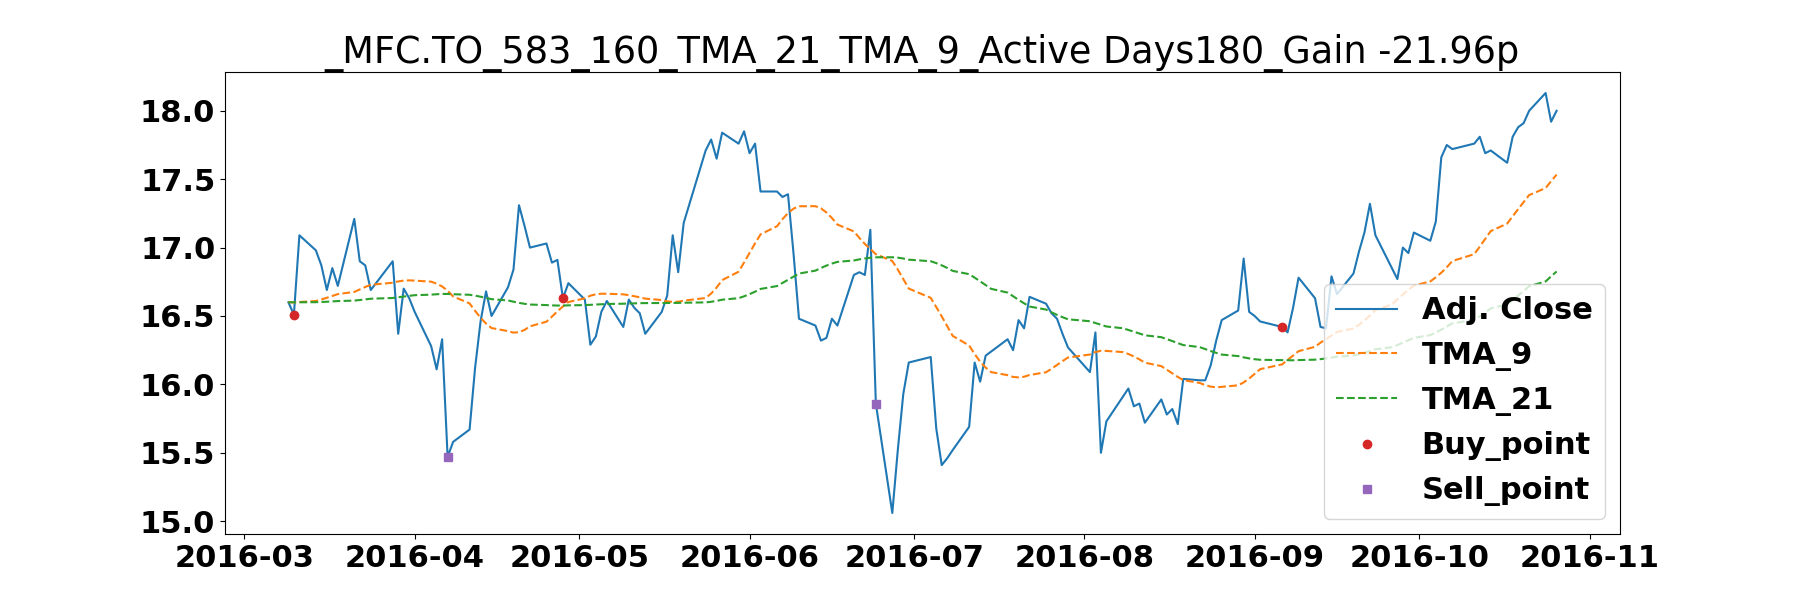 _MFC.TO_583_160_TMA_21_TMA_9_Active Days180_Gain -21.96p
18.0
17.5
17.0
16.5
16.0
15.5
15.0
2016-03 2016-04 2016-05 2016-06 2016-07 2016-08 2016-09 2016-10 2016-11
Adj. Close
TMA_9
TMA_21
Buy_point
Sell_point